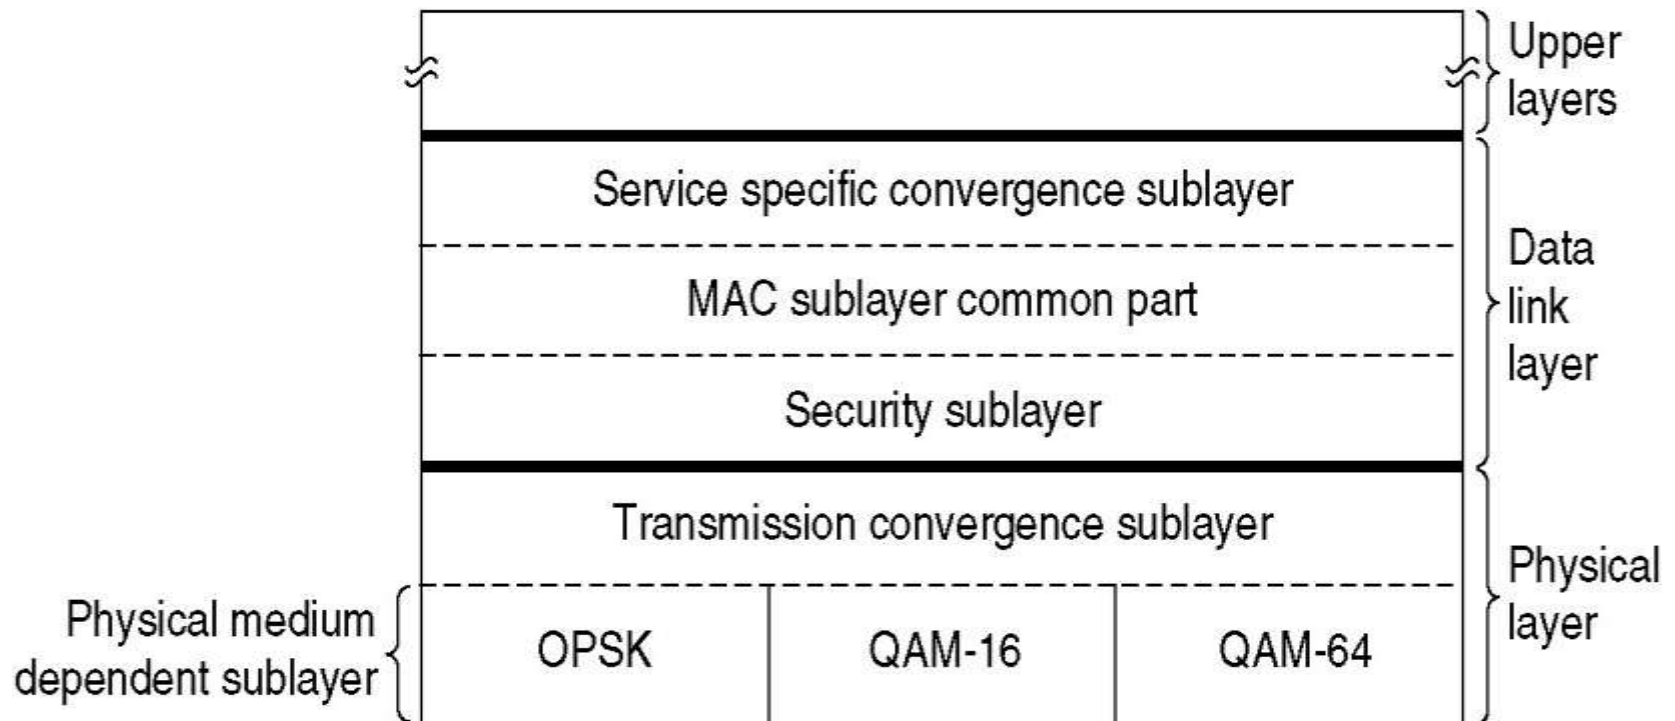 Upper
layers
Service specific convergence sublayer
Data
link
layer
MAC sublayer common part
Security sublayer
Transmission convergence sublayer
Physical
layer
Physical medium
dependent sublayer
OPSK
QAM-16
QAM-64